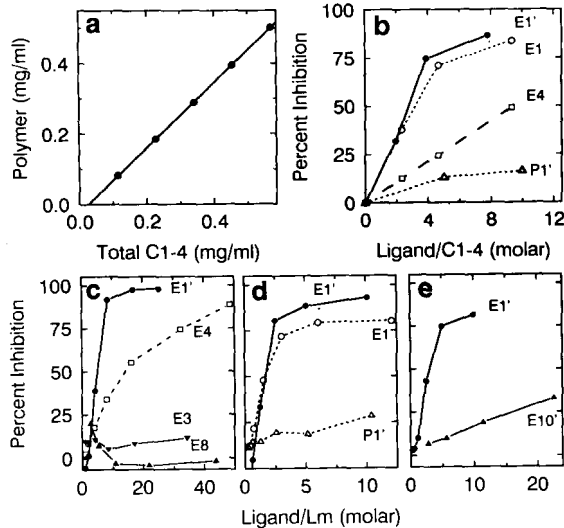 a
Polymer (mg/ml)
0.4
0.2
0.0
0.0 0.2 0.4
Total C1-4 (mg/ml)
b
Percent Inhibition
100
75
50
25
0
E1'
E1
E4
P1'
0 4 8 12
Ligand/C1-4 (molar)
c
Percent Inhibition
100
75
50
25
0
E1'
E4
E3
E8
0 20 40
d
E1'
E1
P1'
0 5 10
e
E1'
E10'
0 10 20
Ligand/Lm (molar)